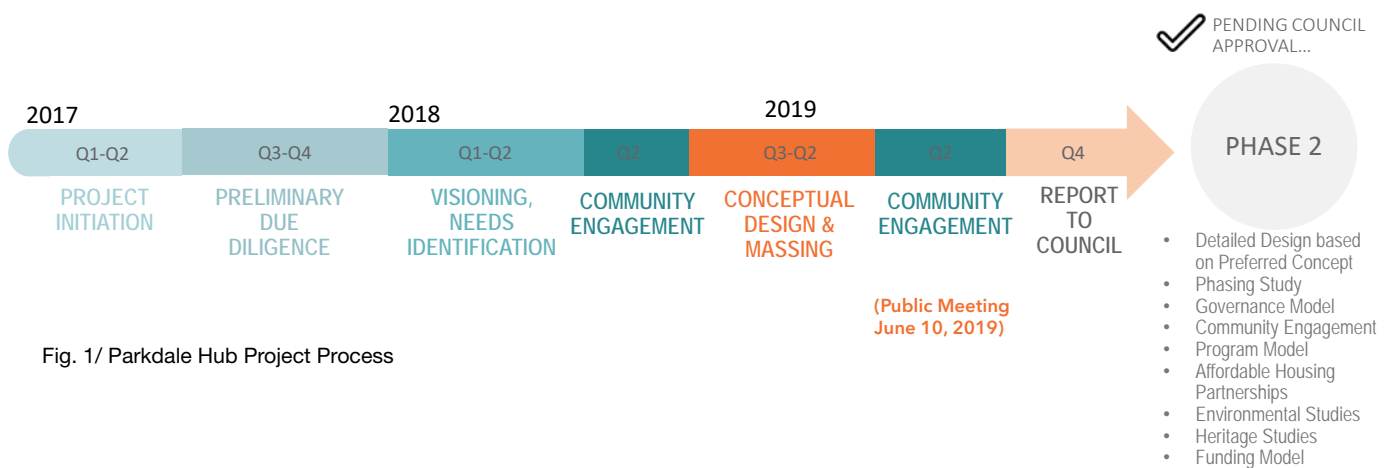 PENDING COUNCIL
APPROVAL...
2017
2018
2019
Q1-Q2
Q3-Q4
Q1-Q2
Q2
Q3-Q2
Q2
Q4
PHASE 2
PROJECT
INITIATION
PRELIMINARY
DUE
DILIGENCE
VISIONING,
NEEDS
IDENTIFICATION
COMMUNITY
ENGAGEMENT
CONCEPTUAL
DESIGN &
MASSING
COMMUNITY
ENGAGEMENT
(Public Meeting
June 10, 2019)
REPORT
TO
COUNCIL
• Detailed Design based
on Preferred Concept
• Phasing Study
• Governance Model
• Community Engagement
• Program Model
• Affordable Housing
Partnerships
• Environmental Studies
• Heritage Studies
• Funding Model
Fig. 1/ Parkdale Hub Project Process